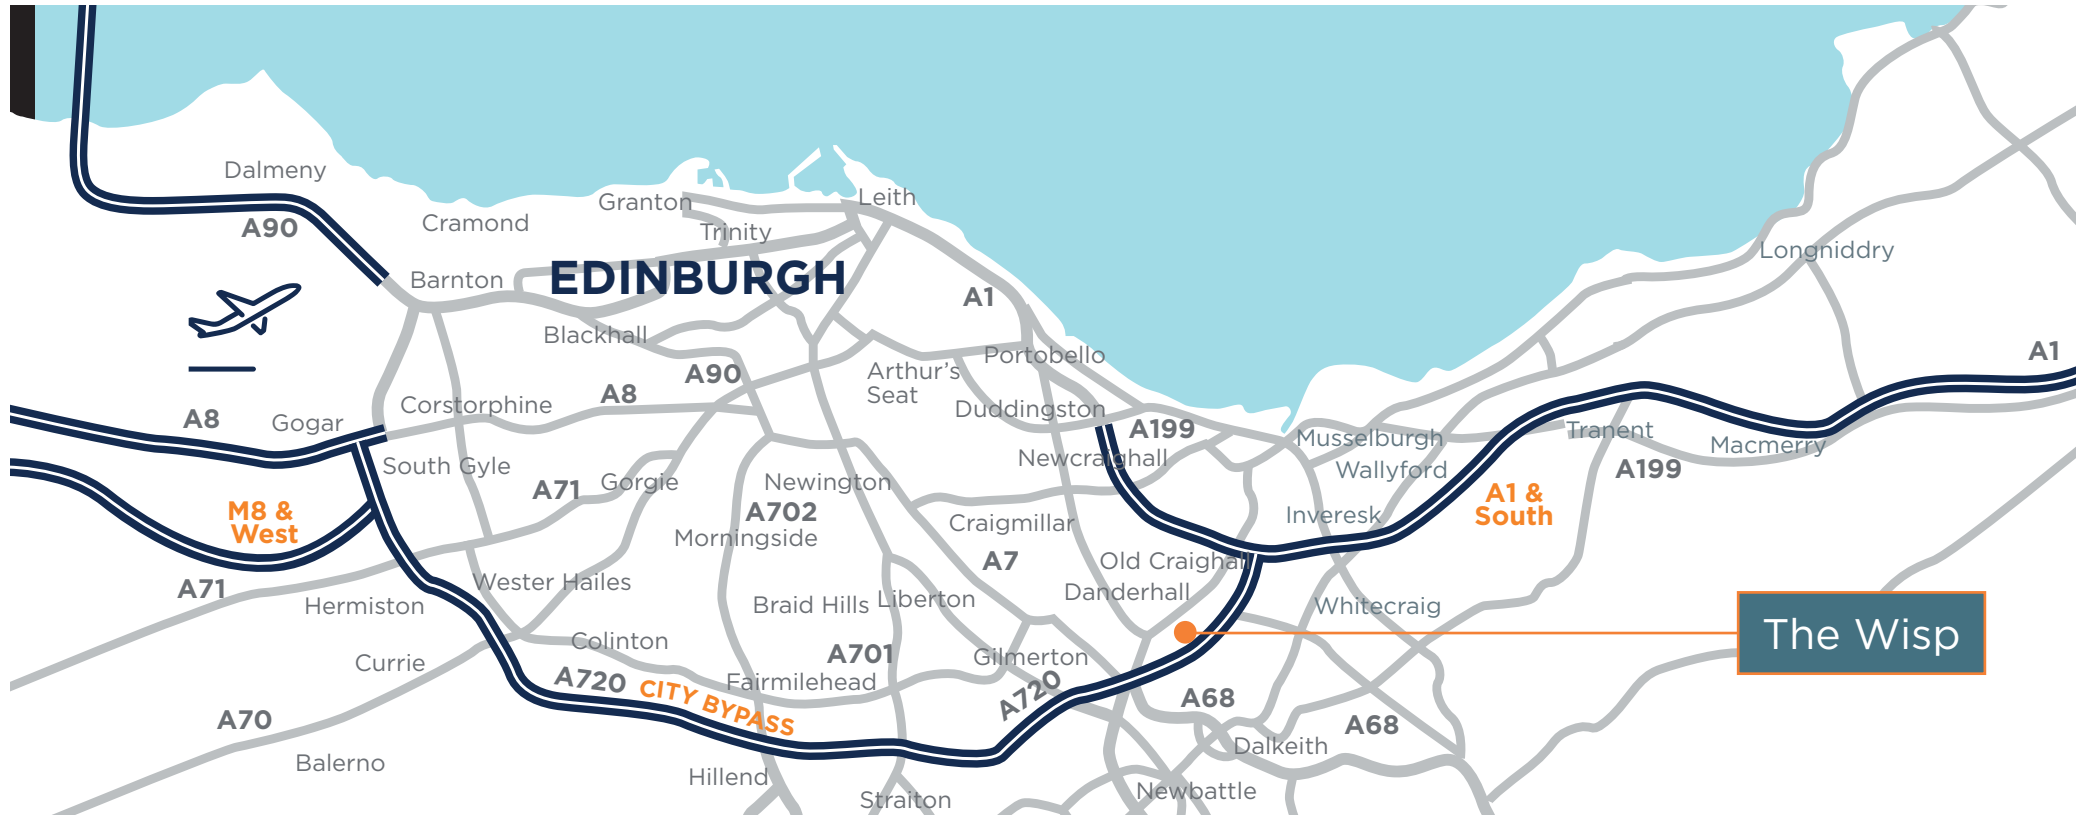 Dalmeny
A90
Cramond
Granton
Leith
Trinity
Barnton
EDINBURGH
A1
Longniddry
Blackhall
Portobello
A1
A90
Arthur's
Seat
A8
A8
Gogar
Corstorphine
Duddingston
A199
Musselburgh
Tranent
Macmerry
South Gyle
Newcraighall
Wallyford
A199
A71
Gorgie
Newington
M8 &
West
A702
Morningside
Craigmillar
Inveresk
A1 &
South
A7
Old Craighall
A71
Wester Hailes
Danderhall
Hermiston
Braid Hills
Liberton
Whitecraig
The Wisp
Colinton
Currie
A701
Gilmerton
A720
CITY BYPASS
Fairmilehead
A720
A68
A70
A68
Dalkeith
Balerno
Hillend
Straiton
Newbattle